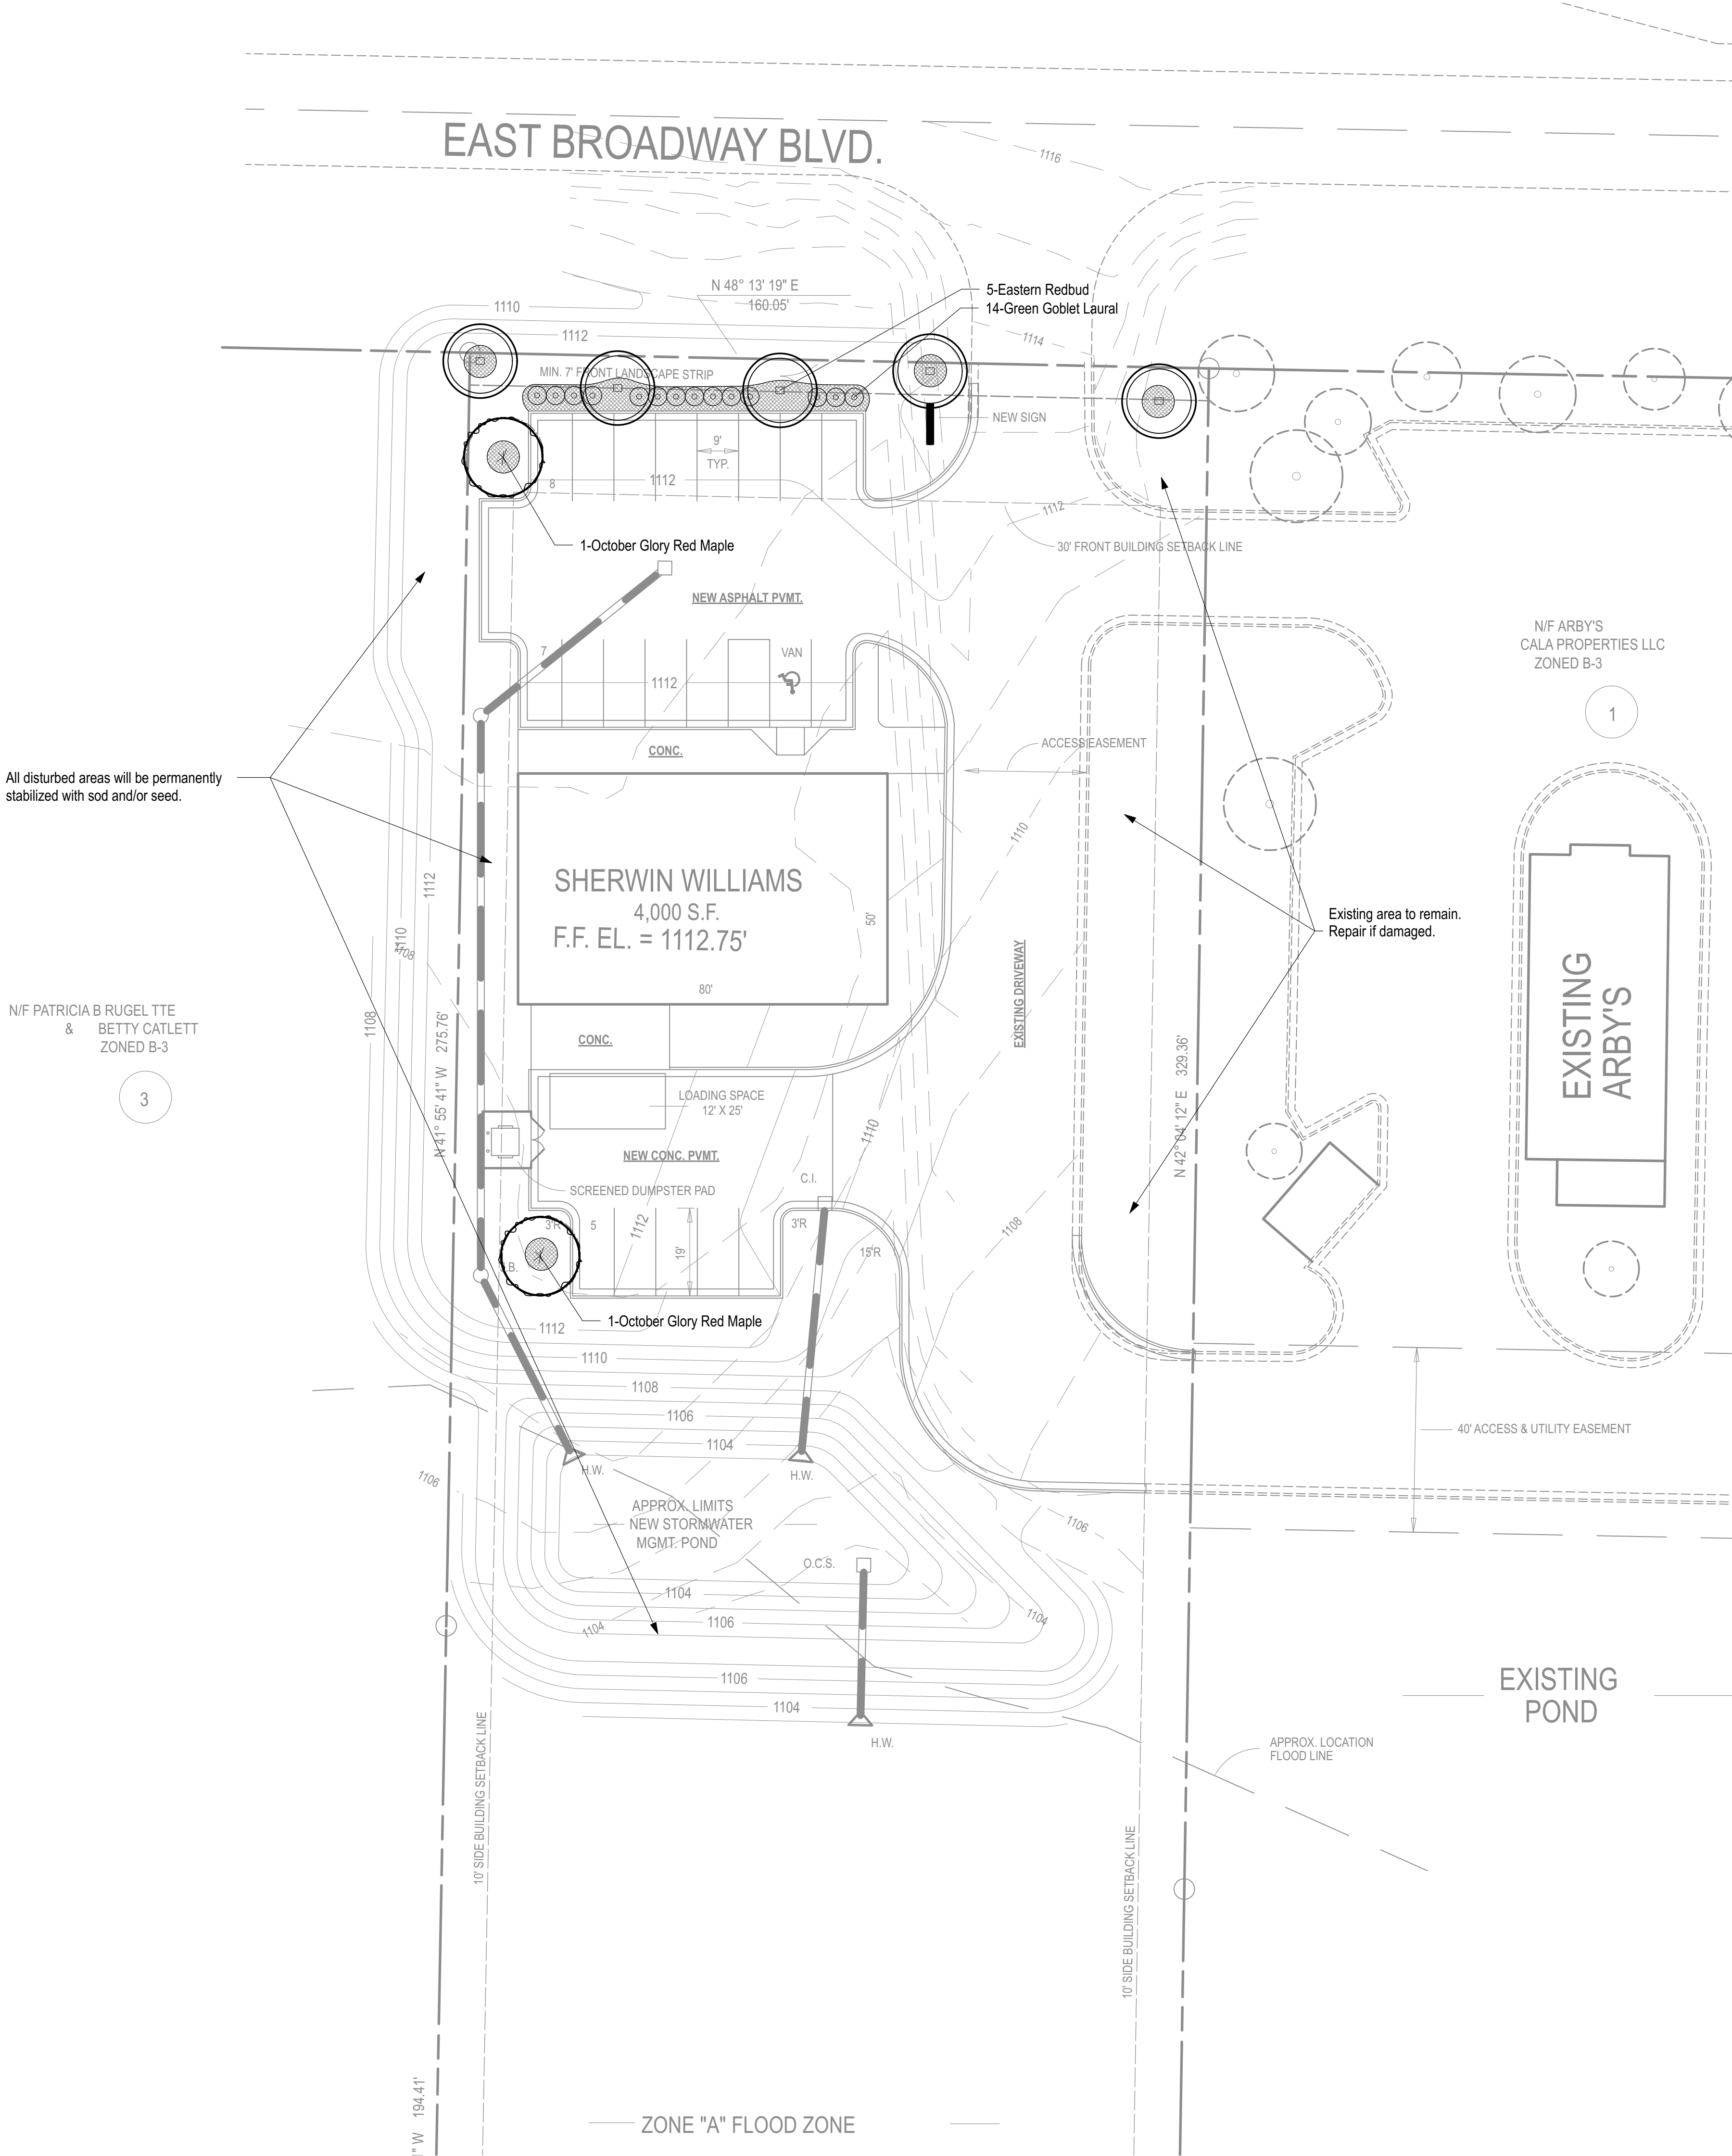 EAST BROADWAY BLVD.
1116
N 48° 13' 19" E
160.05'
5-Eastern Redbud
14-Green Goblet Laural
1110
1112
1114
MIN. 7' FRONT LANDSCAPE STRIP
NEW SIGN
9'
TYP.
8
1112
1112
1-October Glory Red Maple
30' FRONT BUILDING SETBACK LINE
NEW ASPHALT PVMT.
N/F ARBY'S
CALA PROPERTIES LLC
ZONED B-3
1
7
VAN
1112
CONC.
ACCESS EASEMENT
All disturbed areas will be permanently
stabilized with sod and/or seed.
1110
1112
SHERWIN WILLIAMS
4,000 S.F.
F.F. EL. = 1112.75'
50'
80'
Existing area to remain.
Repair if damaged.
1110
1108
EXISTING DRIVEWAY
EXISTING
ARBY'S
N/F PATRICIA B RUGEL TTE
& BETTY CATLETT
ZONED B-3
3
1108
N 41° 55' 41" W 275.76'
CONC.
N 42° 04' 12" E 329.36'
LOADING SPACE
12' X 25'
1110
NEW CONC. PVMT.
C.I.
SCREENED DUMPSTER PAD
3'R
5
1112
19'
3'R
15'R
1108
.B.
1-October Glory Red Maple
1112
1110
1108
1106
1104
40' ACCESS & UTILITY EASEMENT
H.W.
H.W.
1106
APPROX. LIMITS
NEW STORMWATER
MGMT. POND
1106
O.C.S.
1104
1106
1104
1104
1106
1104
EXISTING
POND
H.W.
APPROX. LOCATION
FLOOD LINE
10' SIDE BUILDING SETBACK LINE
10' SIDE BUILDING SETBACK LINE
" W 194.41'
ZONE "A" FLOOD ZONE